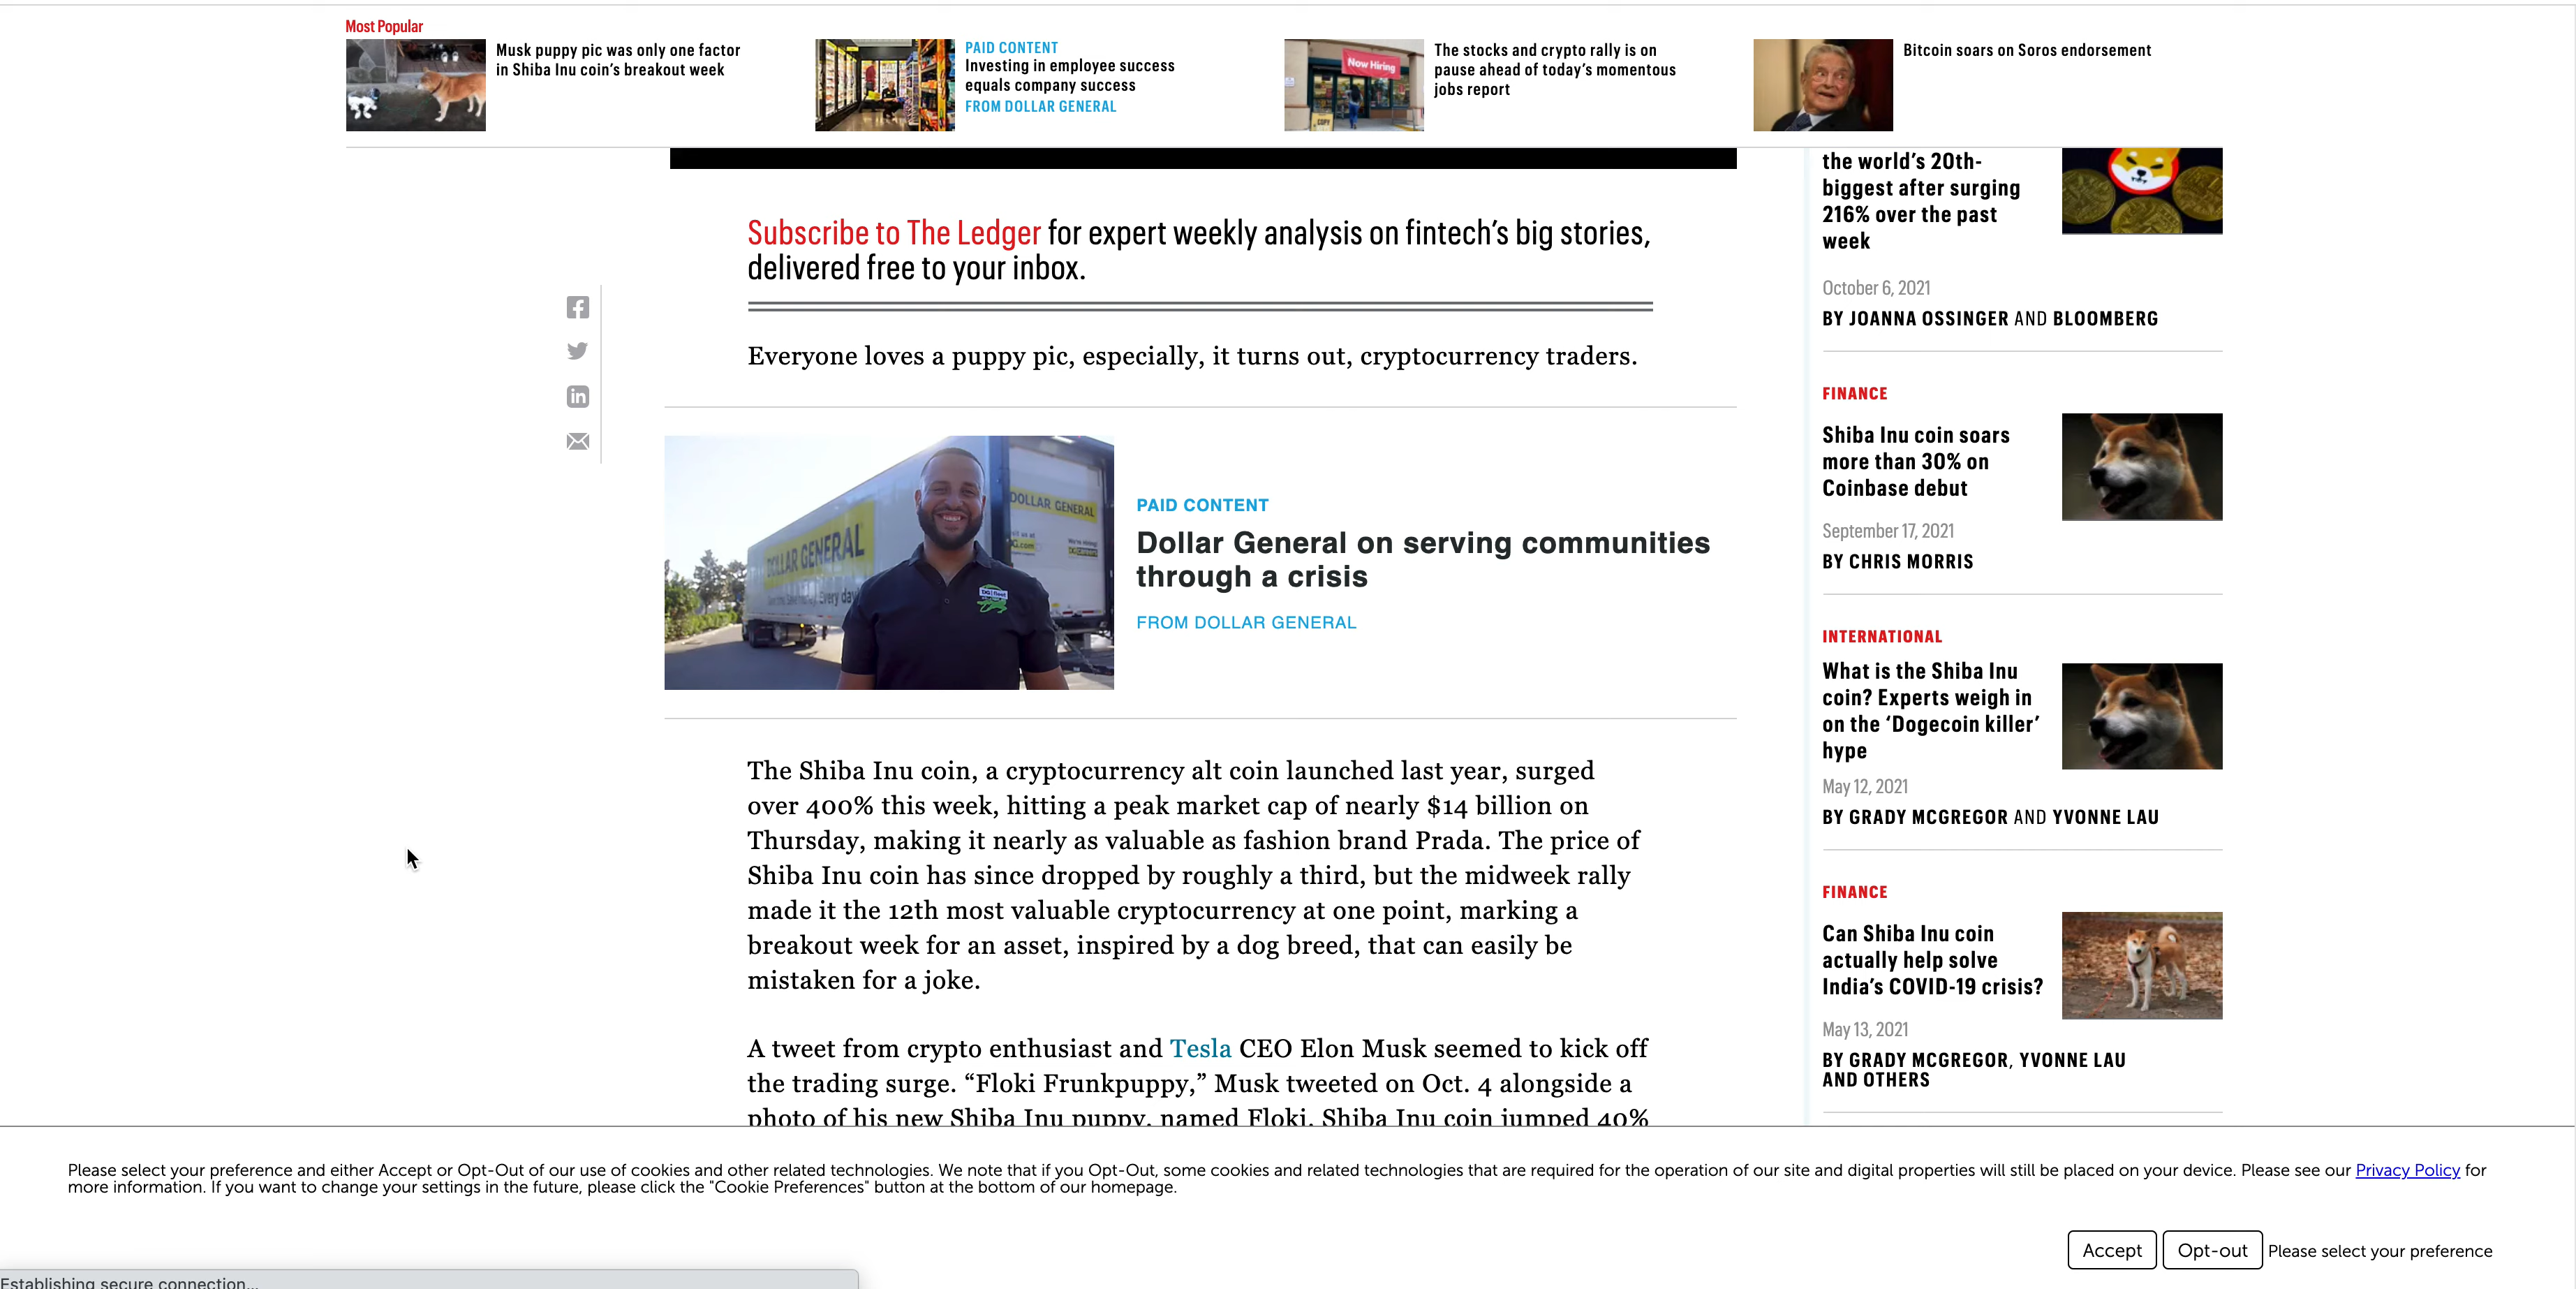 Most Popular
Musk puppy pic was only one factor
in Shiba Inu coin’s breakout week
PAID CONTENT
Investing in employee success
equals company success
FROM DOLLAR GENERAL
Now Hiring
COPY
The stocks and crypto rally is on
pause ahead of today’s momentous
jobs report
Bitcoin soars on Soros endorsement
Subscribe to The Ledger for expert weekly analysis on fintech’s big stories,
delivered free to your inbox.
Everyone loves a puppy pic, especially, it turns out, cryptocurrency traders.
DOLLAR GENERAL
Every day
DOLLAR GENERAL
PAID CONTENT
Dollar General on serving communities
through a crisis
FROM DOLLAR GENERAL
The Shiba Inu coin, a cryptocurrency alt coin launched last year, surged
over 400% this week, hitting a peak market cap of nearly $14 billion on
Thursday, making it nearly as valuable as fashion brand Prada. The price of
Shiba Inu coin has since dropped by roughly a third, but the midweek rally
made it the 12th most valuable cryptocurrency at one point, marking a
breakout week for an asset, inspired by a dog breed, that can easily be
mistaken for a joke.
A tweet from crypto enthusiast and Tesla CEO Elon Musk seemed to kick off
the trading surge. “Floki Frunkpuppy,” Musk tweeted on Oct. 4 alongside a
photo of his new Shiba Inu puppy, named Floki. Shiba Inu coin jumped 40%
the world’s 20th-
biggest after surging
216% over the past
week
October 6, 2021
BY JOANNA OSSINGER AND BLOOMBERG
FINANCE
Shiba Inu coin soars
more than 30% on
Coinbase debut
September 17, 2021
BY CHRIS MORRIS
INTERNATIONAL
What is the Shiba Inu
coin? Experts weigh in
on the ‘Dogecoin killer’
hype
May 12, 2021
BY GRADY MCGREGOR AND YVONNE LAU
FINANCE
Can Shiba Inu coin
actually help solve
India’s COVID-19 crisis?
May 13, 2021
BY GRADY MCGREGOR, YVONNE LAU
AND OTHERS
Please select your preference and either Accept or Opt-Out of our use of cookies and other related technologies. We note that if you Opt-Out, some cookies and related technologies that are required for the operation of our site and digital properties will still be placed on your device. Please see our Privacy Policy for
more information. If you want to change your settings in the future, please click the "Cookie Preferences" button at the bottom of our homepage.
Accept Opt-out Please select your preference
Establishing secure connection...